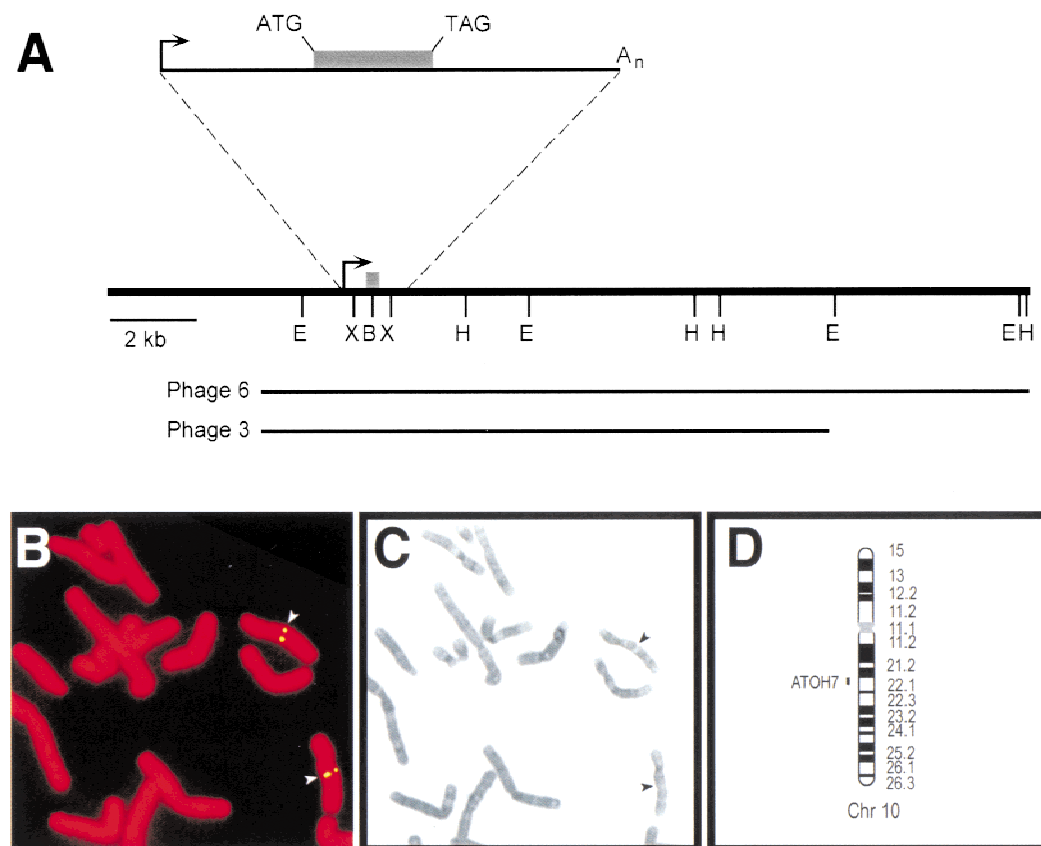 A
ATG TAG
An
E X B X H E H H E E H
2 kb
Phage 6
Phage 3
B
C
D
15
13
12.2
11.2
11.1
11.2
21.2
ATOH7 22.1
22.3
23.2
24.1
25.2
26.1
26.3
Chr 10